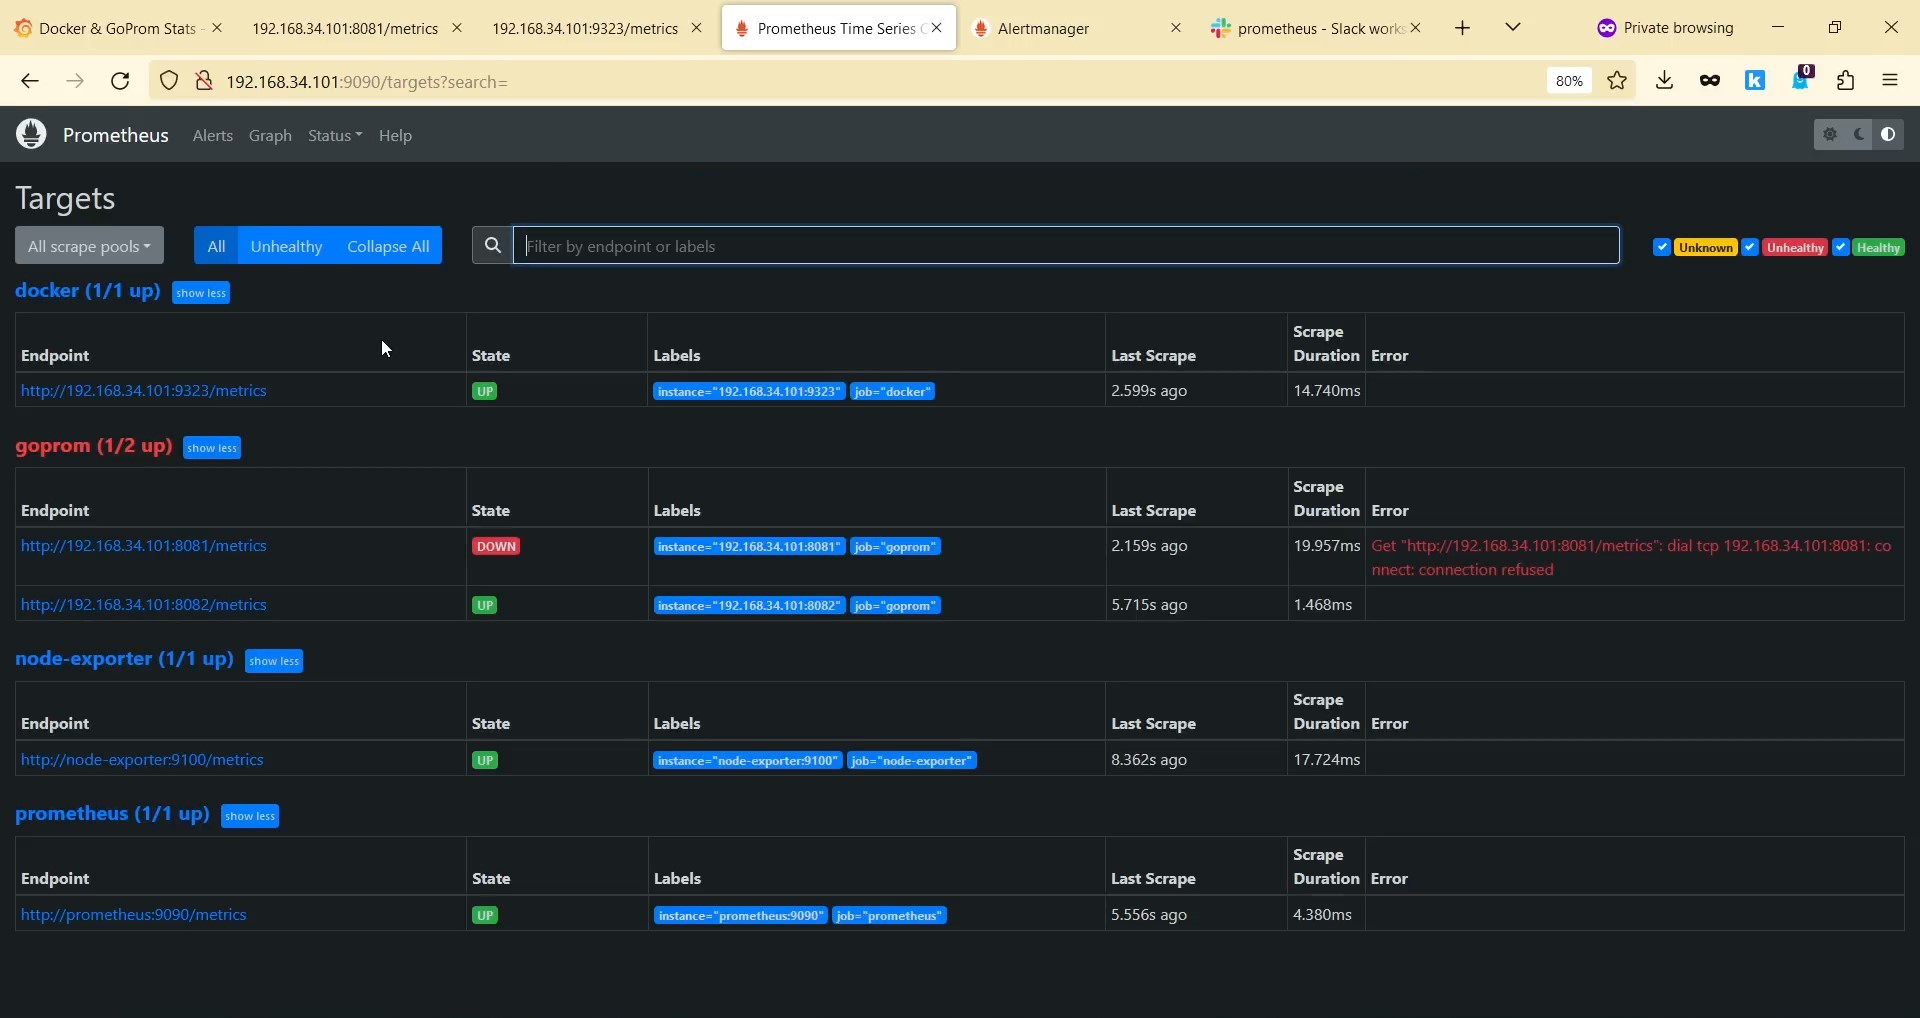 Docker & GoProm Stats -
192.168.34.101:8081/metrics
192.168.34.101:9323/metrics
Prometheus Time Series C
Alertmanager
prometheus - Slack works
Private browsing
192.168.34.101:9090/targets?search=
80%
0
Prometheus Alerts Graph Status Help
Targets
All scrape pools
All Unhealthy Collapse All
Filter by endpoint or labels
Unknown Unhealthy Healthy
docker (1/1 up) show less
Endpoint State Labels Last Scrape Scrape Duration Error
http://192.168.34.101:9323/metrics UP instance="192.168.34.101:9323" job="docker" 2.599s ago 14.740ms
goprom (1/2 up) show less
Endpoint State Labels Last Scrape Scrape Duration Error
http://192.168.34.101:8081/metrics DOWN instance="192.168.34.101:8081" job="goprom" 2.159s ago 19.957ms Get "http://192.168.34.101:8081/metrics": dial tcp 192.168.34.101:8081: co
nnect: connection refused
http://192.168.34.101:8082/metrics UP instance="192.168.34.101:8082" job="goprom" 5.715s ago 1.468ms
node-exporter (1/1 up) show less
Endpoint State Labels Last Scrape Scrape Duration Error
http://node-exporter:9100/metrics UP instance="node-exporter:9100" job="node-exporter" 8.362s ago 17.724ms
prometheus (1/1 up) show less
Endpoint State Labels Last Scrape Scrape Duration Error
http://prometheus:9090/metrics UP instance="prometheus:9090" job="prometheus" 5.556s ago 4.380ms